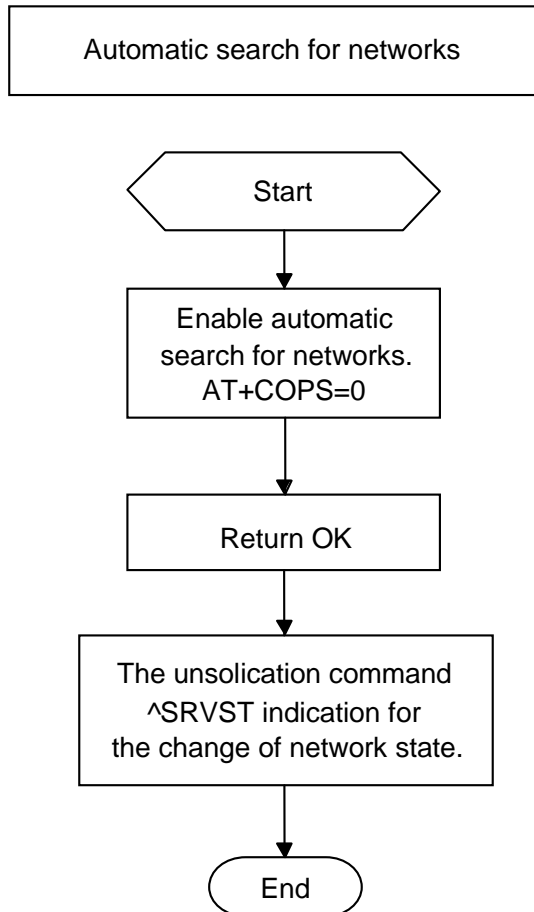 Automatic search for networks
Start
Enable automatic
search for networks.
AT+COPS=0
Return OK
The unsolication command
^SRVST indication for
the change of network state.
End